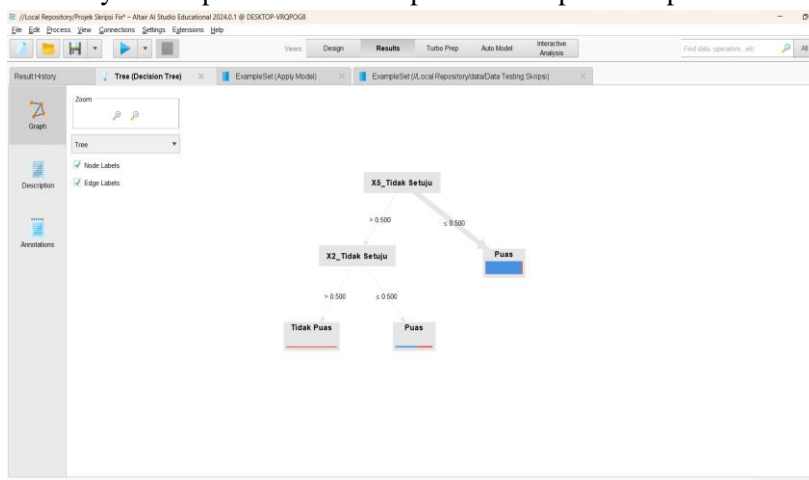 //Local Repository/Projek Skripsi Fix* – Altair AI Studio Educational 2024.0.1 @ DESKTOP-VRQPOG8
File Edit Process View Connections Settings Extensions Help
Views: Design Results Turbo Prep Auto Model Interactive Analysis
Find data, operators...etc
All
Result History
Tree (Decision Tree)
ExampleSet (Apply Model)
ExampleSet (//Local Repository/data/Data Testing Skripsi)
Graph
Description
Annotations
Zoom
Tree
Node Labels
Edge Labels
X5_Tidak Setuju
> 0.500
≤ 0.500
X2_Tidak Setuju
Puas
> 0.500
≤ 0.500
Tidak Puas
Puas